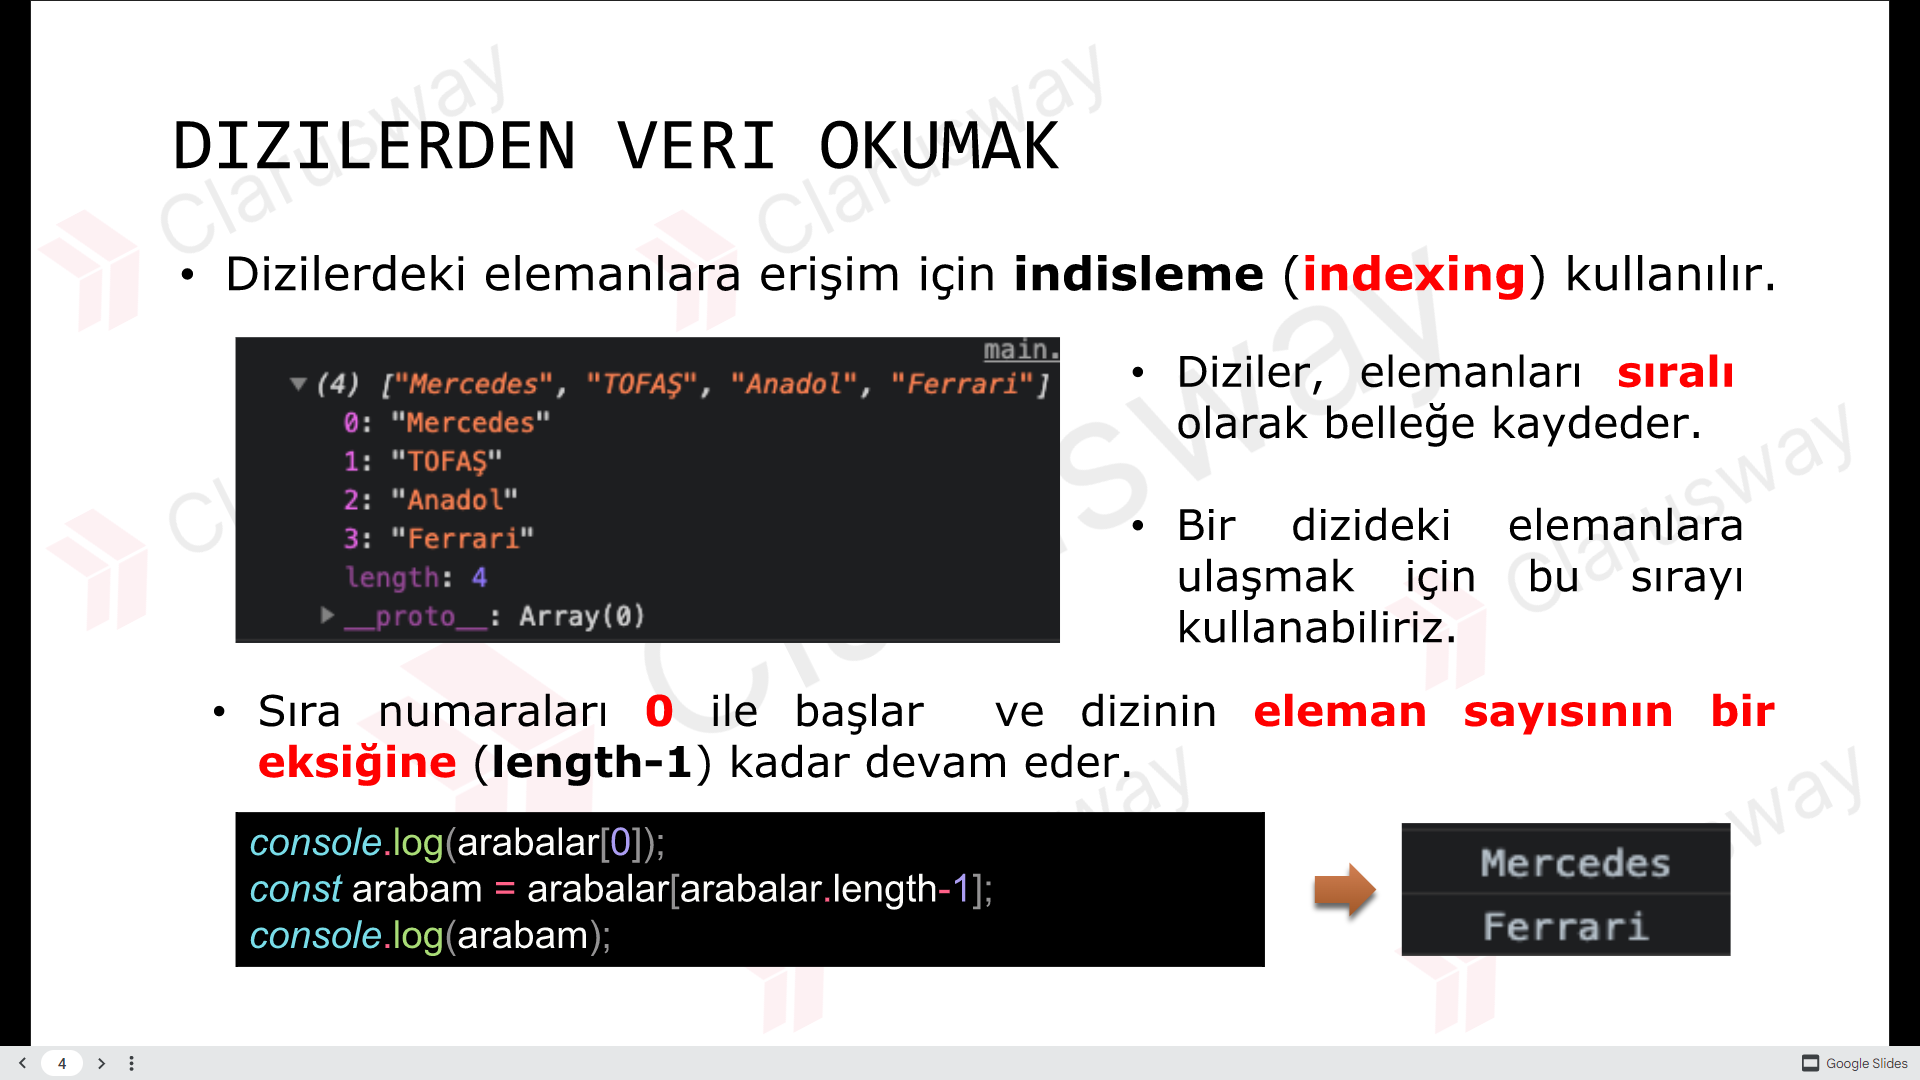 DIZILERDEN VERI OKUMAK
• Dizilerdeki elemanlara erişim için indisleme (indexing) kullanılır.
main.
▼(4) ["Mercedes", "TOFAŞ", "Anadol", "Ferrari"]
0: "Mercedes"
1: "TOFAŞ"
2: "Anadol"
3: "Ferrari"
length: 4
▶__proto__: Array(0)
• Diziler, elemanları sıralı
olarak belleğe kaydeder.
• Bir dizideki elemanlara
ulaşmak için bu sırayı
kullanabiliriz.
• Sıra numaraları 0 ile başlar ve dizinin eleman sayısının bir
eksiğine (length-1) kadar devam eder.
console.log(arabalar[0]);
const arabam = arabalar[arabalar.length-1];
console.log(arabam);
Mercedes
Ferrari
Clarusway
Clarusway
Clarusway
4
Google Slides